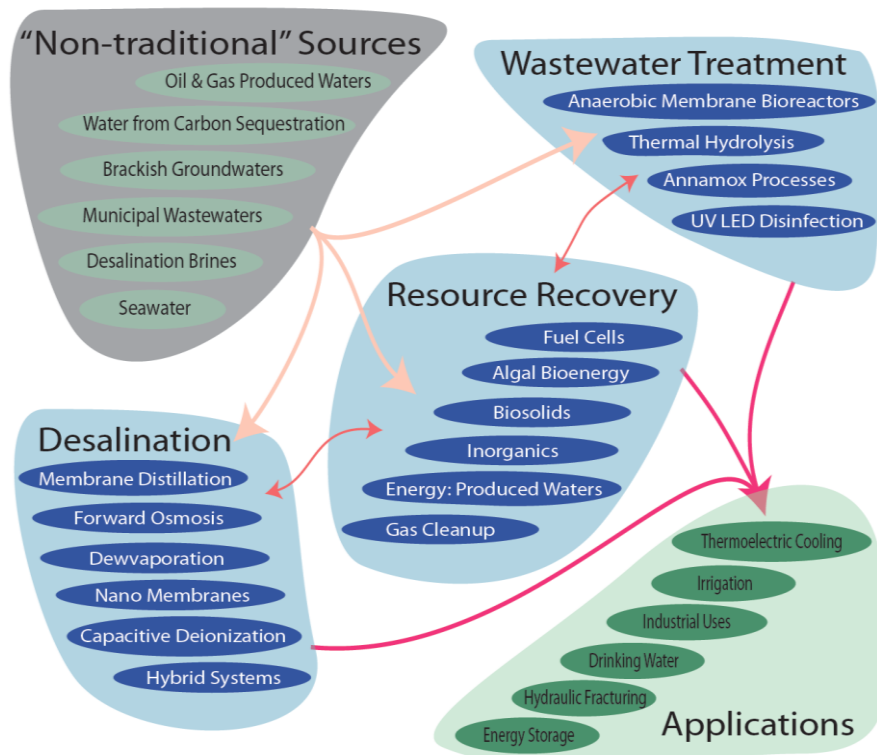 “Non-traditional” Sources
Oil & Gas Produced Waters
Water from Carbon Sequestration
Brackish Groundwaters
Municipal Wastewaters
Desalination Brines
Seawater
Wastewater Treatment
Anaerobic Membrane Bioreactors
Thermal Hydrolysis
Annamox Processes
UV LED Disinfection
Resource Recovery
Fuel Cells
Algal Bioenergy
Biosolids
Inorganics
Energy: Produced Waters
Gas Cleanup
Desalination
Membrane Distillation
Forward Osmosis
Dewvaporation
Nano Membranes
Capacitive Deionization
Hybrid Systems
Thermoelectric Cooling
Irrigation
Industrial Uses
Drinking Water
Hydraulic Fracturing
Energy Storage
Applications